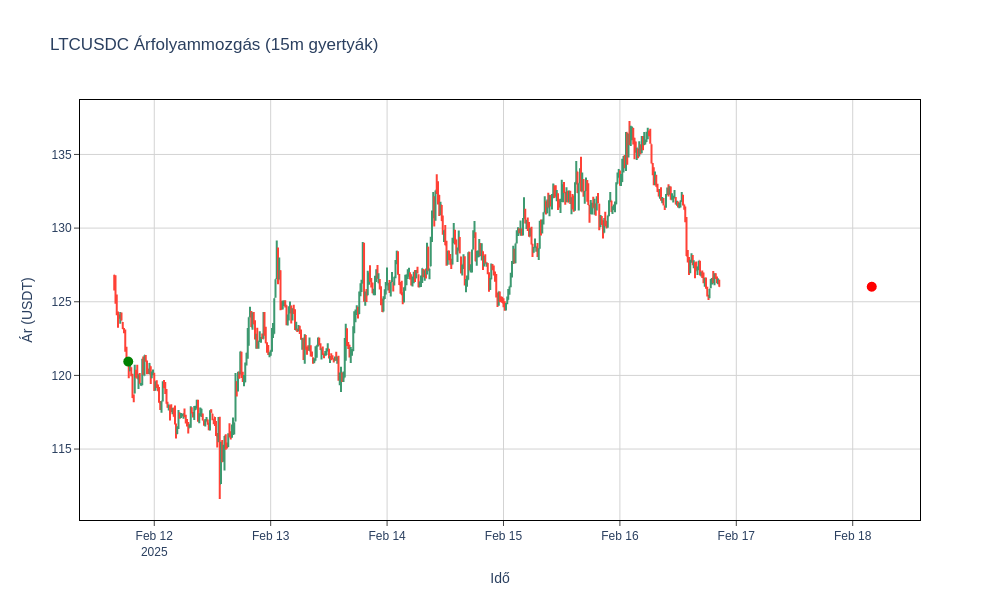 LTCUSDC Árfolyammozgás (15m gyertyák)
135
130
125
120
115
Ár (USDT)
Feb 12
2025
Feb 13
Feb 14
Feb 15
Feb 16
Feb 17
Feb 18
Idő